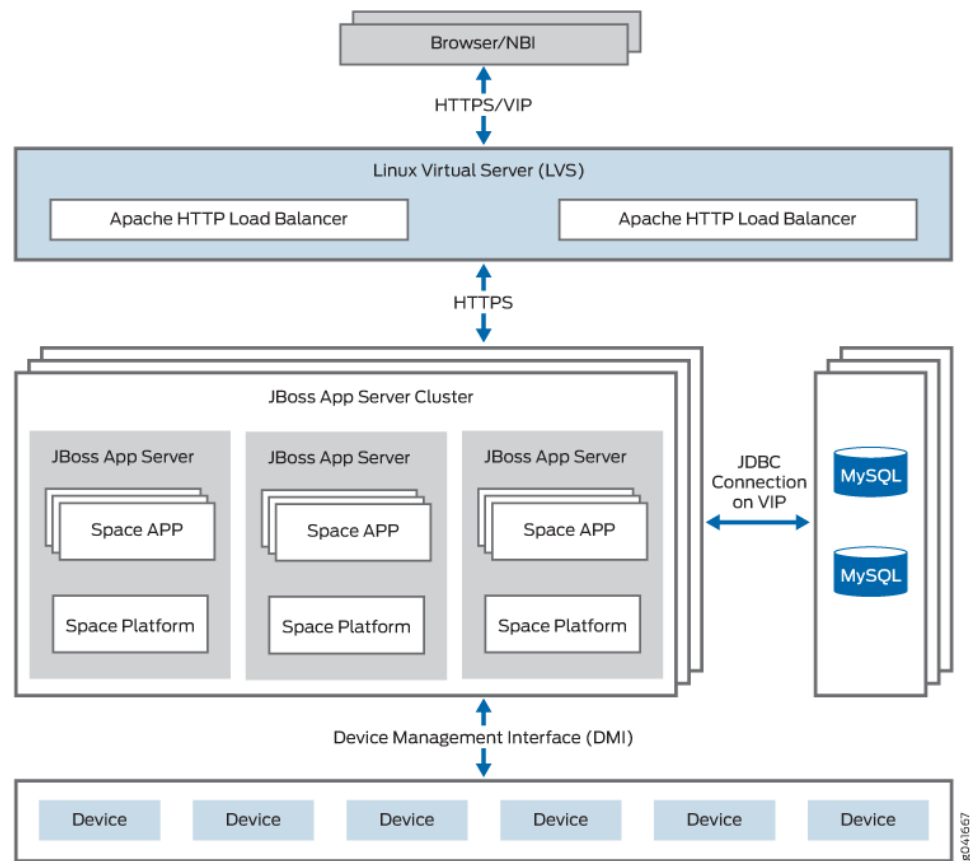 Browser/NBI
HTTPS/VIP
Linux Virtual Server (LVS)
Apache HTTP Load Balancer
Apache HTTP Load Balancer
HTTPS
JBoss App Server Cluster
JBoss App Server
JBoss App Server
JBoss App Server
Space APP
Space APP
Space APP
Space Platform
Space Platform
Space Platform
JDBC
Connection
on VIP
MySQL
MySQL
Device Management Interface (DMI)
Device
Device
Device
Device
Device
Device
g041667